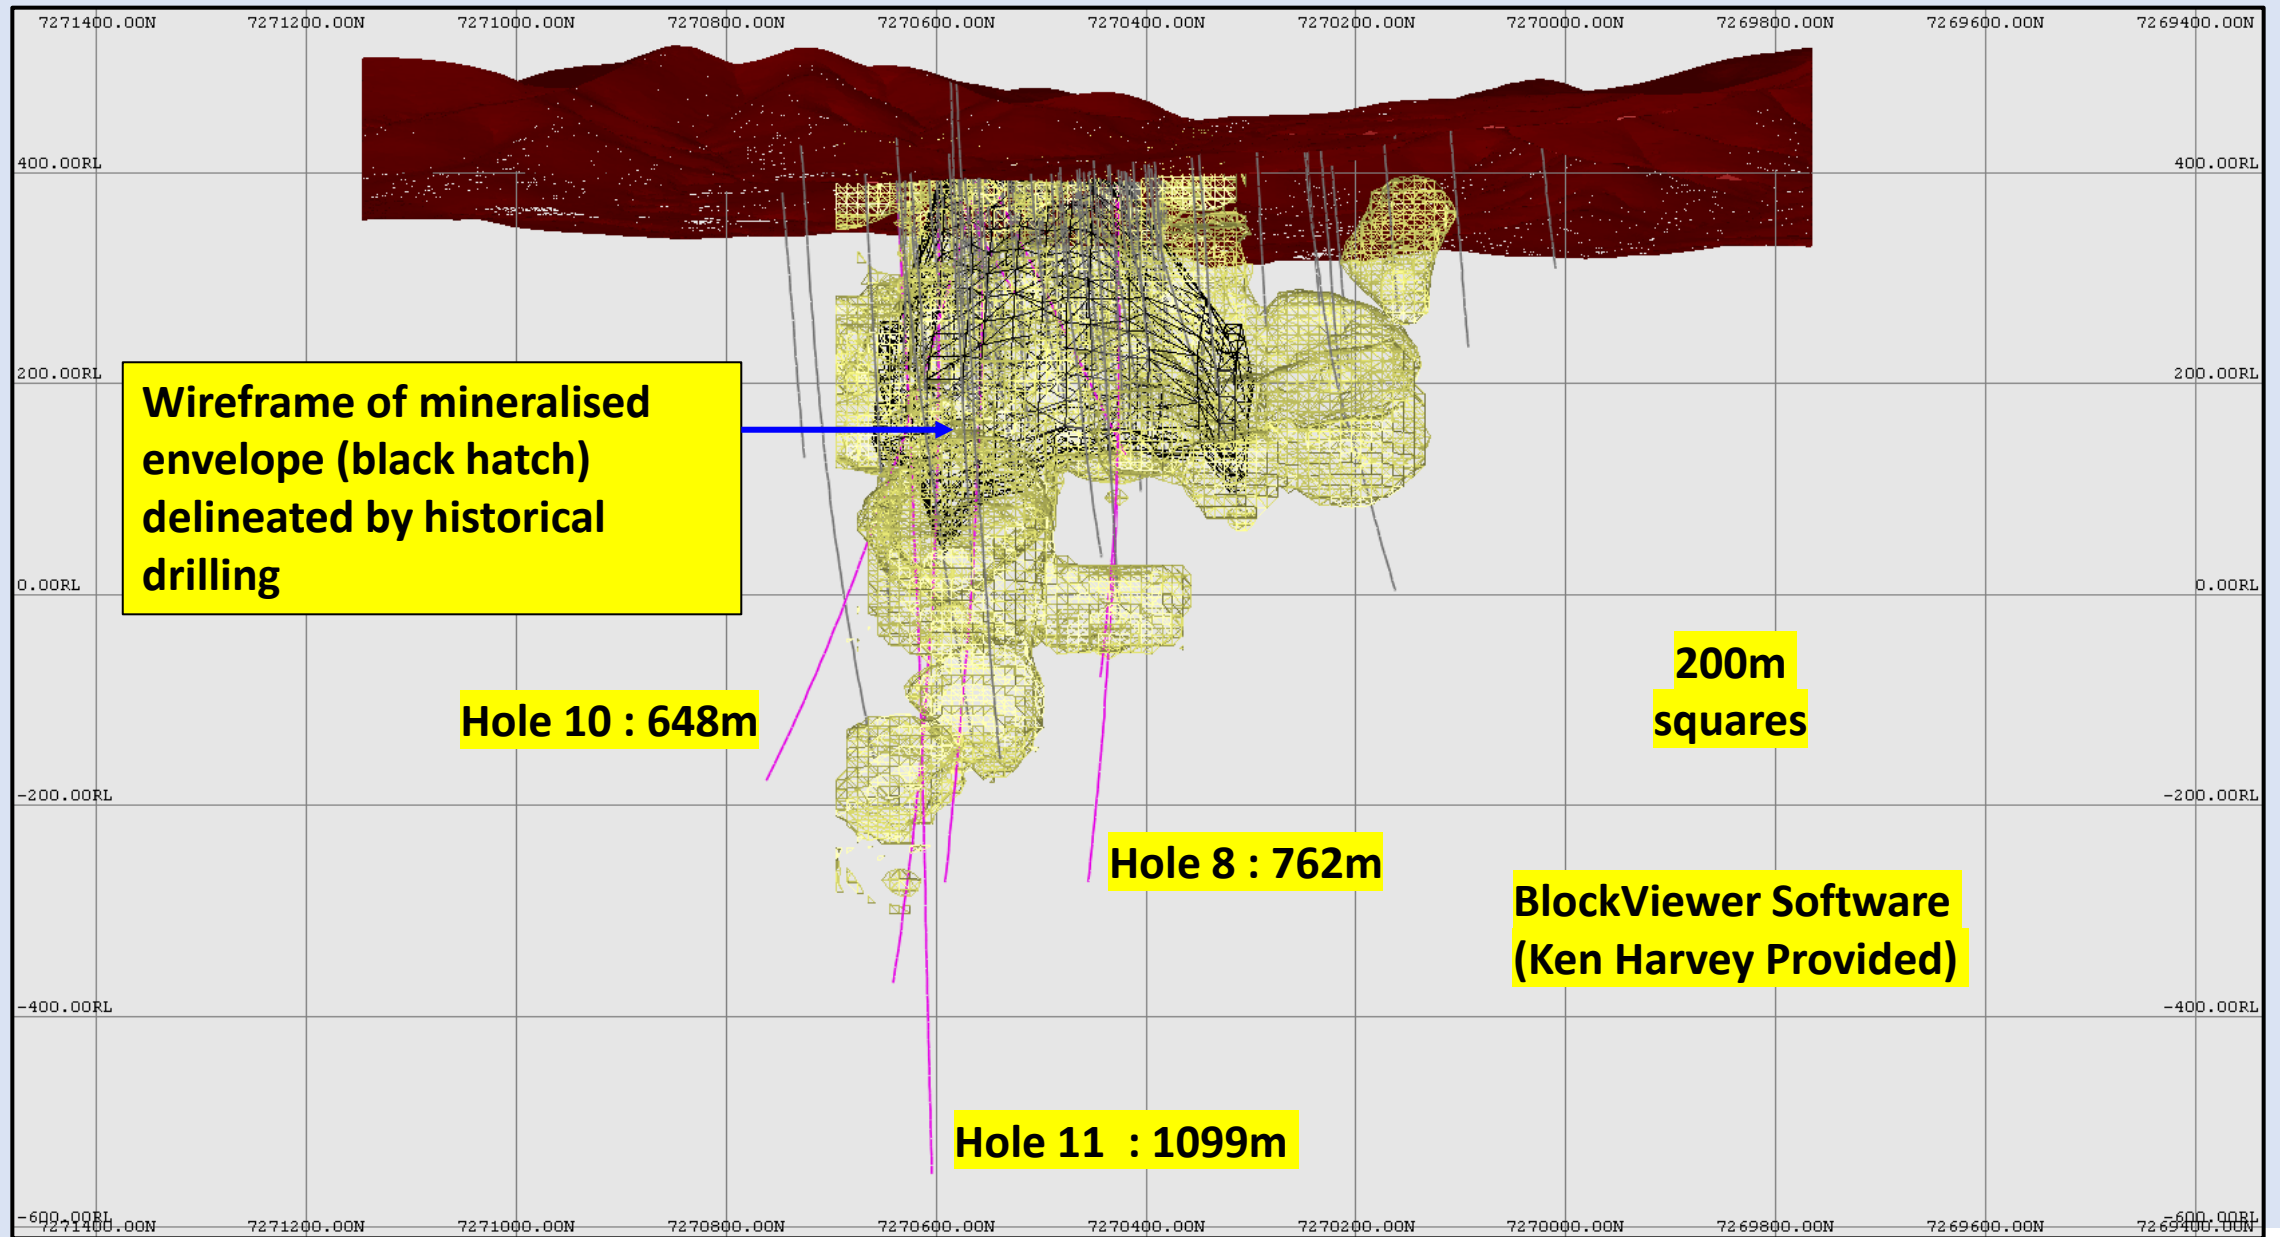 7271400.00N 7271200.00N 7271000.00N 7270800.00N 7270600.00N 7270400.00N 7270200.00N 7270000.00N 7269800.00N 7269600.00N 7269400.00N
400.00RL 400.00RL
200.00RL 200.00RL
Wireframe of mineralised
envelope (black hatch)
delineated by historical
drilling
0.00RL 0.00RL
200m
squares
Hole 10 : 648m
-200.00RL -200.00RL
Hole 8 : 762m
BlockViewer Software
(Ken Harvey Provided)
-400.00RL -400.00RL
Hole 11 : 1099m
-600.00RL -600.00RL
7271400.00N 7271200.00N 7271000.00N 7270800.00N 7270600.00N 7270400.00N 7270200.00N 7270000.00N 7269800.00N 7269600.00N 7269400.00N